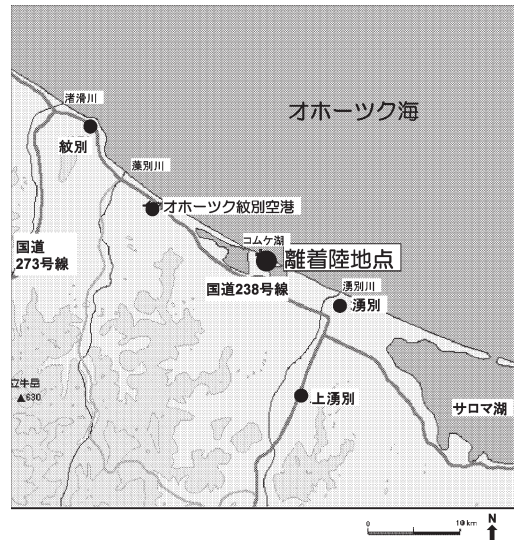 オホーツク海
渚滑川
紋別
藻別川
オホーツク紋別空港
コムケ湖
離着陸地点
国道
273号線
国道238号線
湧別川
湧別
立牛岳
▲630
上湧別
サロマ湖
0
10km
N